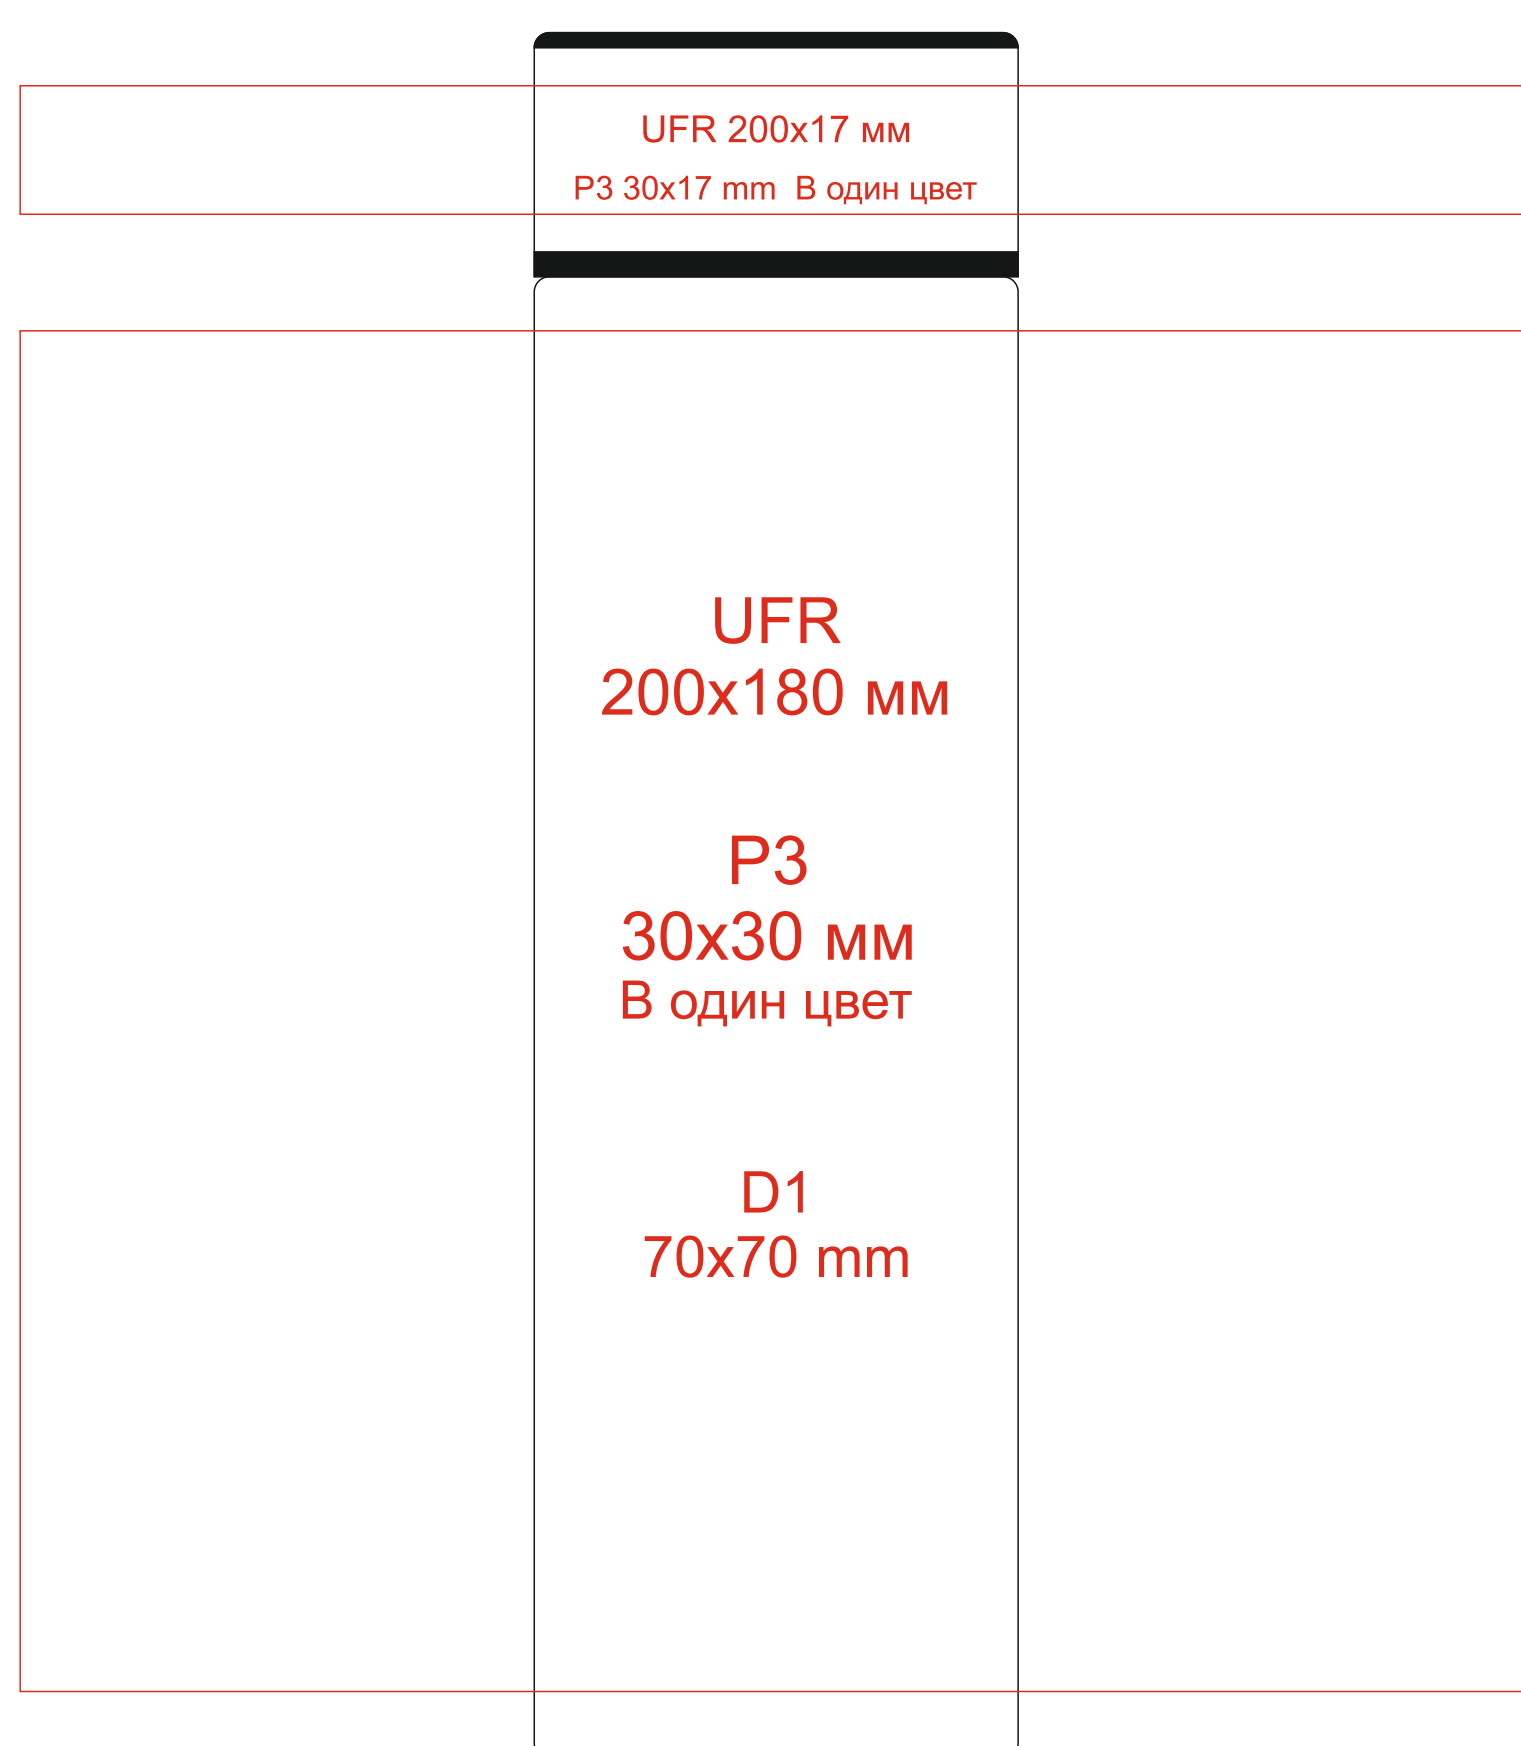 UFR 200x17 мм
P3 30x17 mm В один цвет
UFR
200x180 мм
P3
30x30 мм
В один цвет
D1
70x70 mm